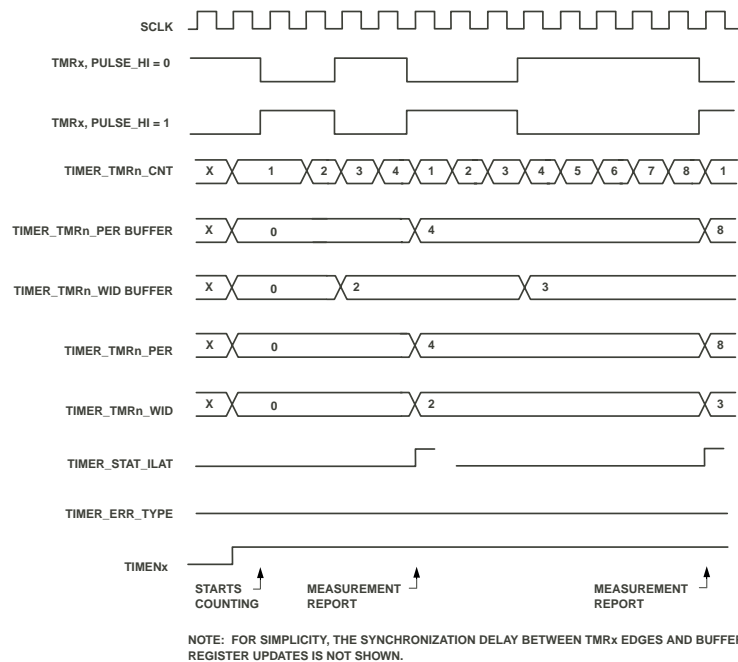 SCLK
TMRx, PULSE_HI = 0
TMRx, PULSE_HI = 1
TIMER_TMRn_CNT X 1 2 3 4 1 2 3 4 5 6 7 8 1
TIMER_TMRn_PER BUFFER X 0 4 8
TIMER_TMRn_WID BUFFER X 0 2 3
TIMER_TMRn_PER X 0 4 8
TIMER_TMRn_WID X 0 2 3
TIMER_STAT_ILAT
TIMER_ERR_TYPE
TIMENx
STARTS COUNTING
MEASUREMENT REPORT
MEASUREMENT REPORT
NOTE: FOR SIMPLICITY, THE SYNCHRONIZATION DELAY BETWEEN TMRx EDGES AND BUFFER
REGISTER UPDATES IS NOT SHOWN.